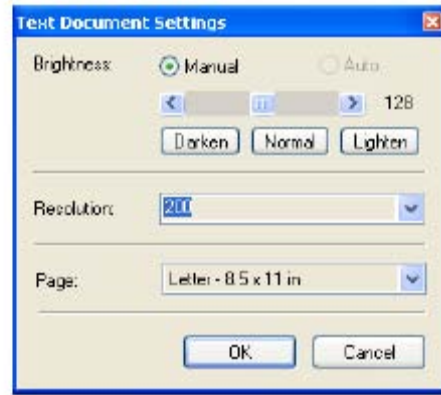 Text Document Settings
Brightness: Manual Auto
128
Darken Normal Lighten
Resolution: 200
Page: Letter - 8.5 x 11 in
OK Cancel